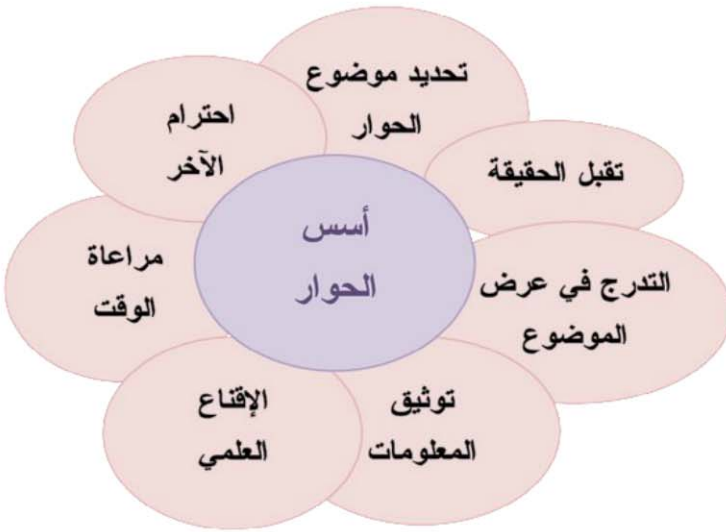 أسس
الحوار
تحديد موضوع
الحوار
تقبل الحقيقة
التدرج في عرض
الموضوع
توثيق
المعلومات
الإقناع
العلمي
مراعاة
الوقت
احترام
الآخر